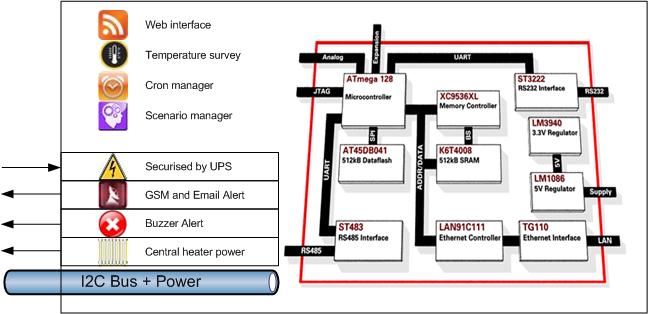 Web interface
Temperature survey
Cron manager
Scenario manager
Securised by UPS
GSM and Email Alert
Buzzer Alert
Central heater power
I2C Bus + Power
Expansion
Analog
UART
ATmega 128
Microcontroller
JTAG
XC9536XL
Memory Controller
ST3222
RS232 Interface
RS232
LM3940
3.3V Regulator
SPI
BS
AT45DB041
512kB Dataflash
K6T4008
512kB SRAM
5V
UART
ADDR/DATA
LM1086
5V Regulator
Supply
ST483
RS485 Interface
RS485
LAN91C111
Ethernet Controller
TG110
Ethernet Interface
LAN